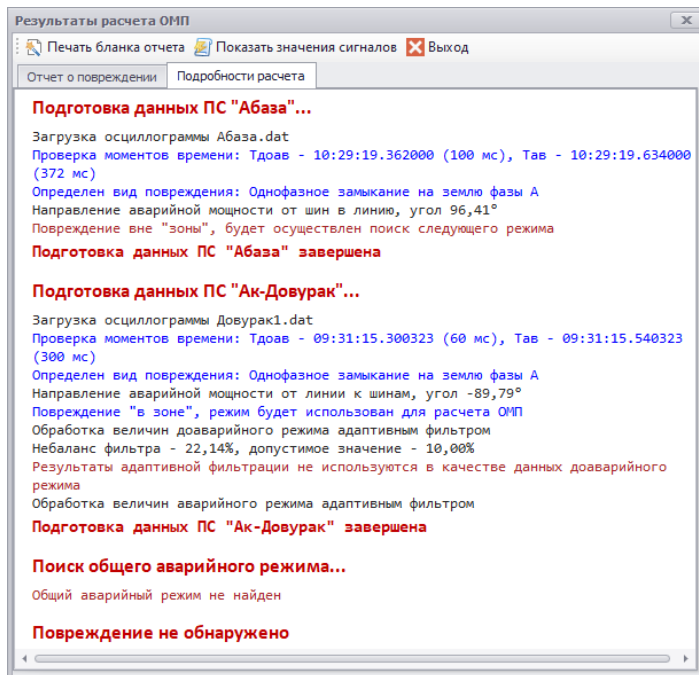 Результаты расчета ОМП
Печать бланка отчета Показать значения сигналов Выход
Отчет о повреждении Подробности расчета
Подготовка данных ПС "Абаза"...
Загрузка осциллограммы Абаза.dat
Проверка моментов времени: Тдоав - 10:29:19.362000 (100 мс), Тав - 10:29:19.634000
(372 мс)
Определен вид повреждения: Однофазное замыкание на землю фазы А
Направление аварийной мощности от шин в линию, угол 96,41°
Повреждение вне "зоны", будет осуществлен поиск следующего режима
Подготовка данных ПС "Абаза" завершена
Подготовка данных ПС "Ак-Довурак"...
Загрузка осциллограммы Довурак1.dat
Проверка моментов времени: Тдоав - 09:31:15.300323 (60 мс), Тав - 09:31:15.540323
(300 мс)
Определен вид повреждения: Однофазное замыкание на землю фазы А
Направление аварийной мощности от линии к шинам, угол -89,79°
Повреждение "в зоне", режим будет использован для расчета ОМП
Обработка величин доаварийного режима адаптивным фильтром
Небаланс фильтра - 22,14%, допустимое значение - 10,00%
Результаты адаптивной фильтрации не используются в качестве данных доаварийного
режима
Обработка величин аварийного режима адаптивным фильтром
Подготовка данных ПС "Ак-Довурак" завершена
Поиск общего аварийного режима...
Общий аварийный режим не найден
Повреждение не обнаружено